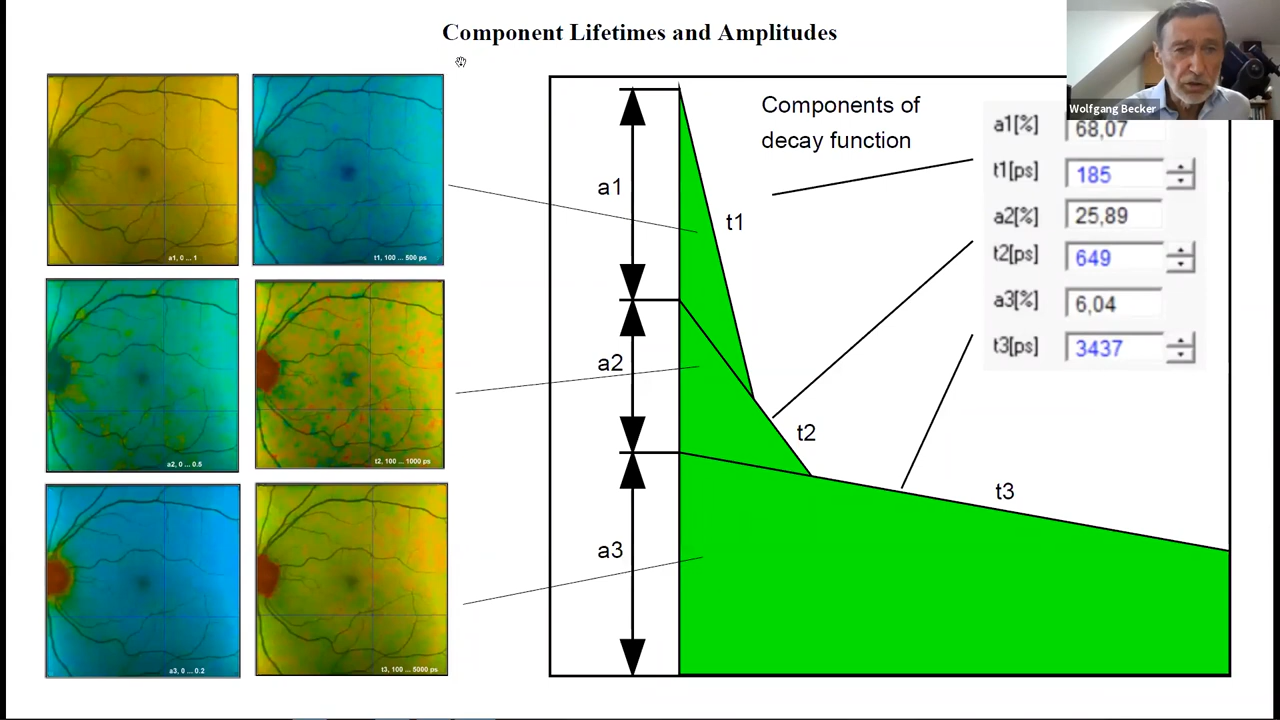 Component Lifetimes and Amplitudes
Wolfgang Becker
a1, 0 ... 1
t1, 100 ... 500 ps
a2, 0 ... 0.5
t2, 100 ... 1000 ps
a3, 0 ... 0.2
t3, 100 ... 5000 ps
Components of
decay function
a1
t1
a2
t2
a3
t3
a1[%] 68,07
t1[ps] 185
a2[%] 25,89
t2[ps] 649
a3[%] 6,04
t3[ps] 3437